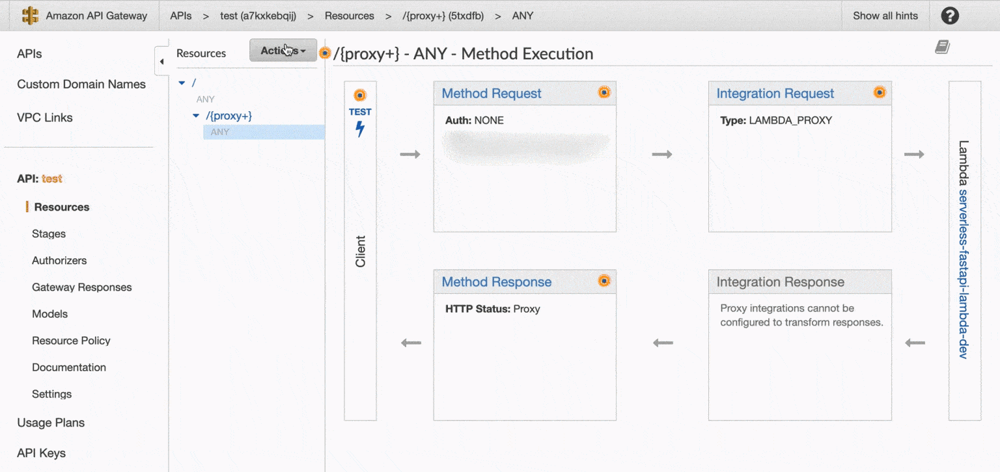 Amazon API Gateway
APIs > test (a7kxkebqij) > Resources > /{proxy+} (5txdfb) > ANY
Show all hints
?
APIs
Custom Domain Names
VPC Links
API: test
Resources
Stages
Authorizers
Gateway Responses
Models
Resource Policy
Documentation
Settings
Usage Plans
API Keys
Resources
Actions
/
ANY
/{proxy+}
ANY
/{proxy+} - ANY - Method Execution
TEST
Client
Method Request
Auth: NONE
Integration Request
Type: LAMBDA_PROXY
Method Response
HTTP Status: Proxy
Integration Response
Proxy integrations cannot be
configured to transform responses.
Lambda serverless-fastapi-lambda-dev